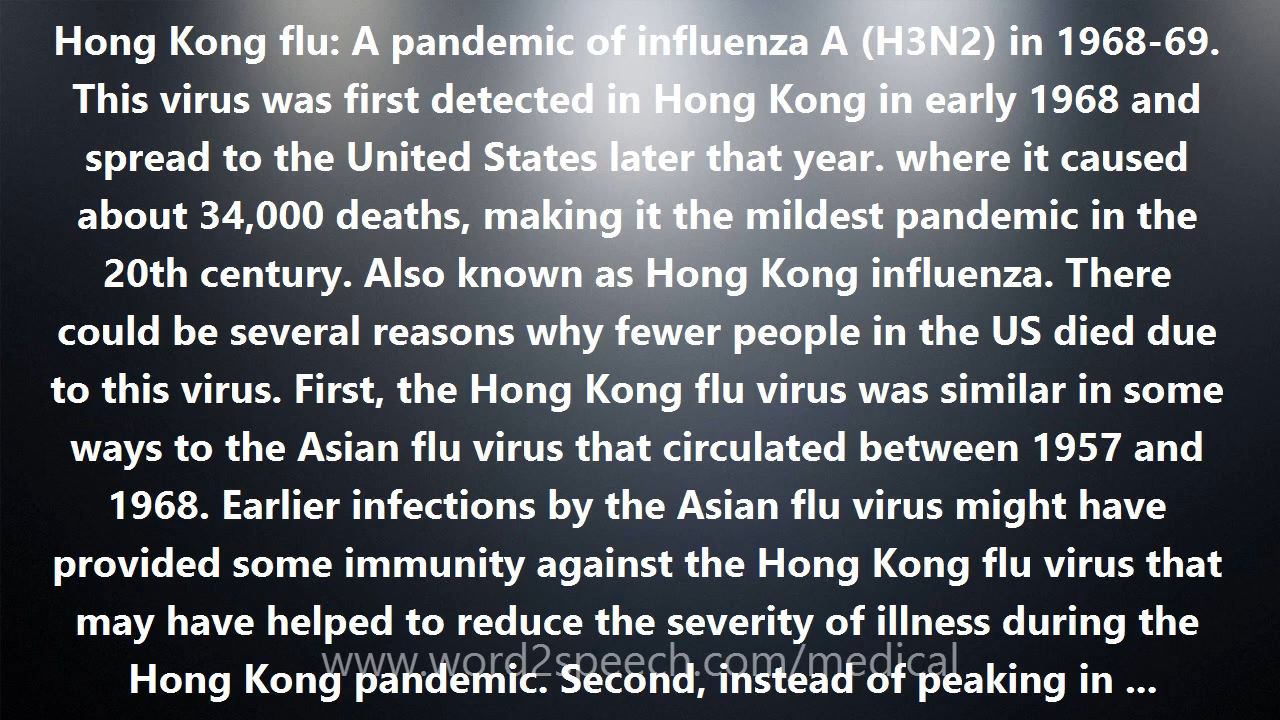 Hong Kong flu: A pandemic of influenza A (H3N2) in 1968-69.
This virus was first detected in Hong Kong in early 1968 and
spread to the United States later that year. where it caused
about 34,000 deaths, making it the mildest pandemic in the
20th century. Also known as Hong Kong influenza. There
could be several reasons why fewer people in the US died due
to this virus. First, the Hong Kong flu virus was similar in some
ways to the Asian flu virus that circulated between 1957 and
1968. Earlier infections by the Asian flu virus might have
provided some immunity against the Hong Kong flu virus that
may have helped to reduce the severity of illness during the
www.word2speech.com/medical
Hong Kong pandemic. Second, instead of peaking in ...